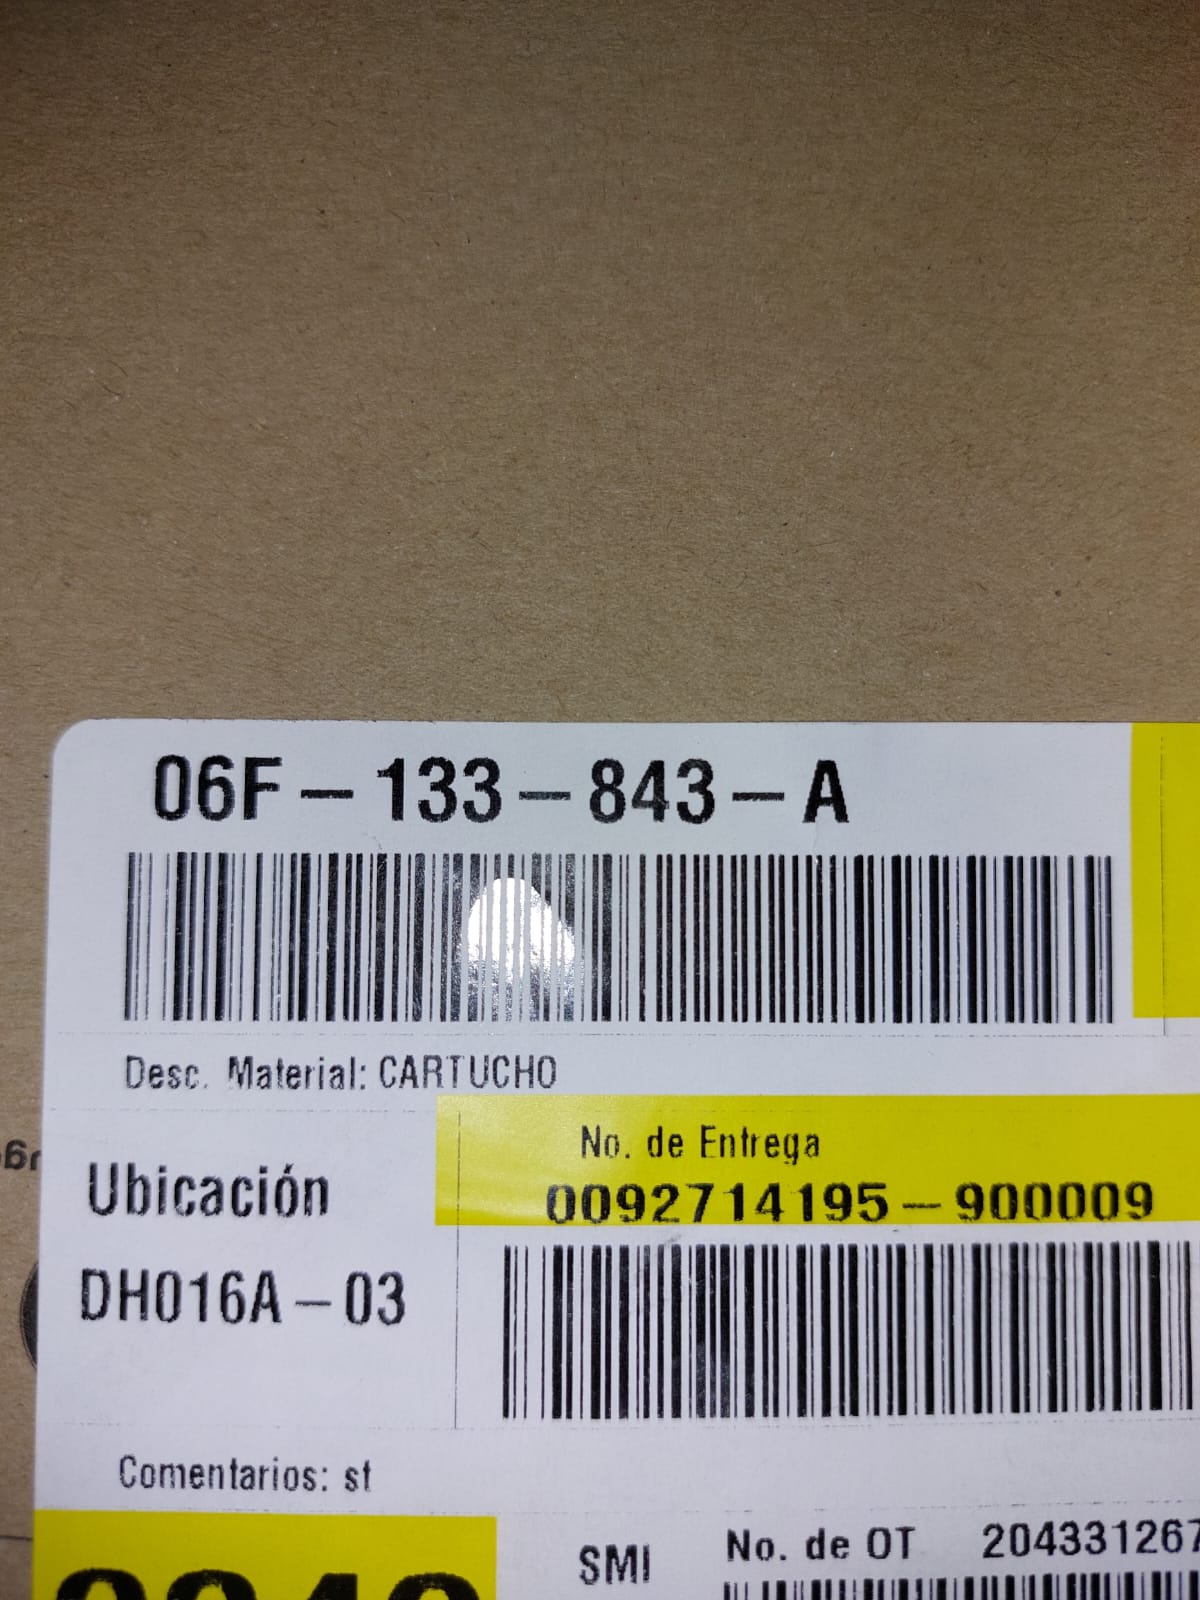 06F-133-843-A
Desc. Material: CARTUCHO
No. de Entrega
0092714195-900009
Ubicación
DH016A-03
Comentarios: st
SMI
No. de OT 204331267